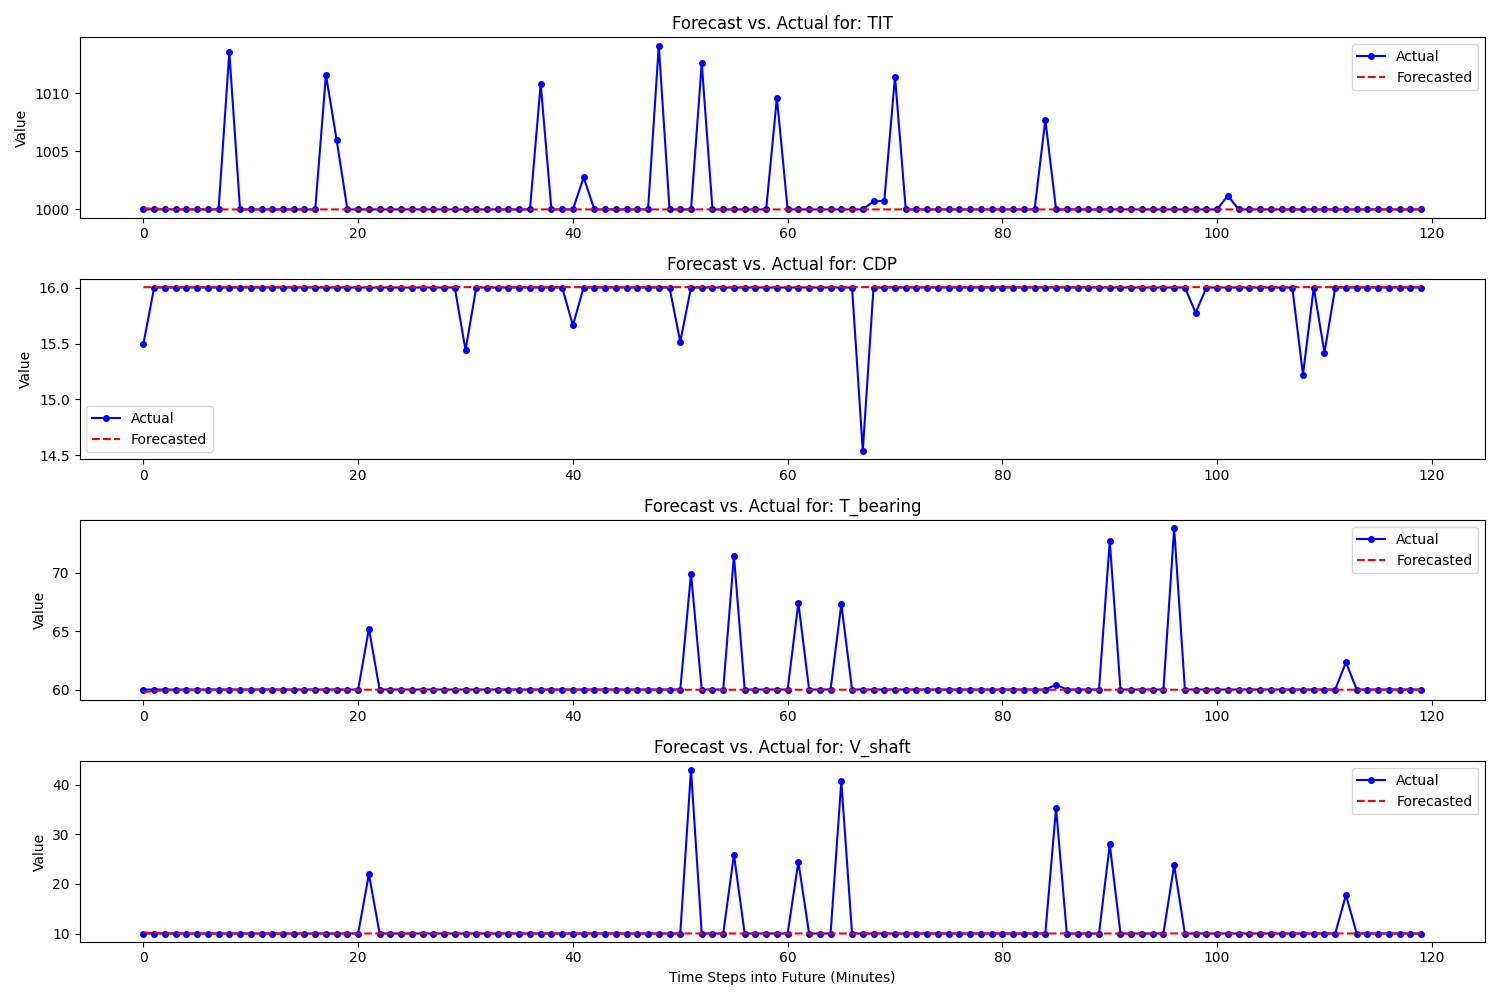 Forecast vs. Actual for: TIT
Value
1010
1005
1000
Actual
Forecasted
0 20 40 60 80 100 120
Forecast vs. Actual for: CDP
Value
16.0
15.5
15.0
14.5
Actual
Forecasted
0 20 40 60 80 100 120
Forecast vs. Actual for: T_bearing
Value
70
65
60
Actual
Forecasted
0 20 40 60 80 100 120
Forecast vs. Actual for: V_shaft
Value
40
30
20
10
Actual
Forecasted
0 20 40 60 80 100 120
Time Steps into Future (Minutes)